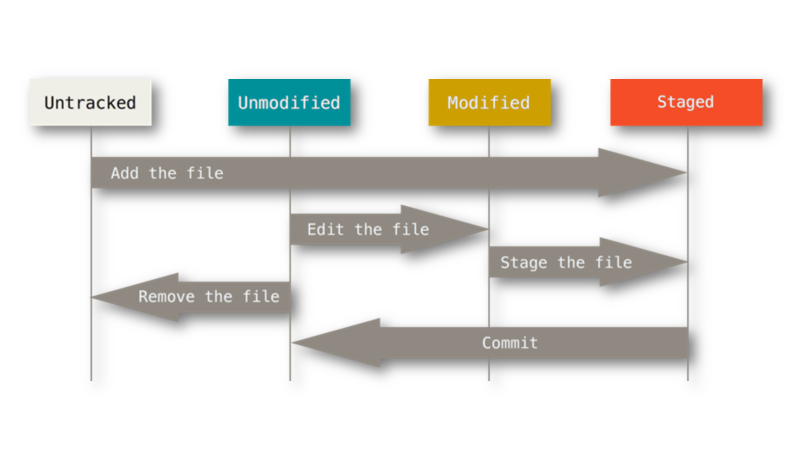 Untracked
Unmodified
Modified
Staged
Add the file
Edit the file
Stage the file
Remove the file
Commit